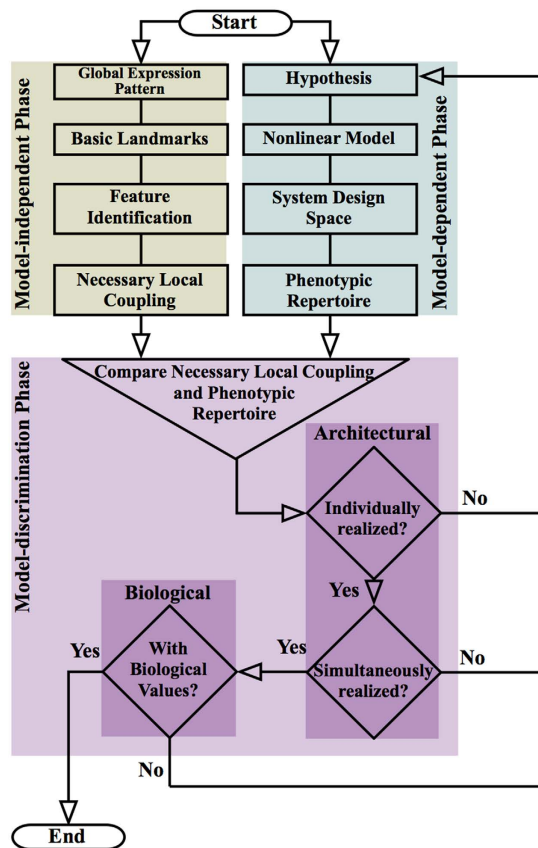 Start
Model-independent Phase
Global Expression
Pattern
Basic Landmarks
Feature
Identification
Necessary Local
Coupling
Hypothesis
Nonlinear Model
System Design
Space
Phenotypic
Repertoire
Model-dependent Phase
Model-discrimination Phase
Compare Necessary Local Coupling
and Phenotypic
Repertoire
Architectural
Individually
realized?
No
Yes
Simultaneously
realized?
No
Yes
Biological
With
Biological
Values?
Yes
No
End